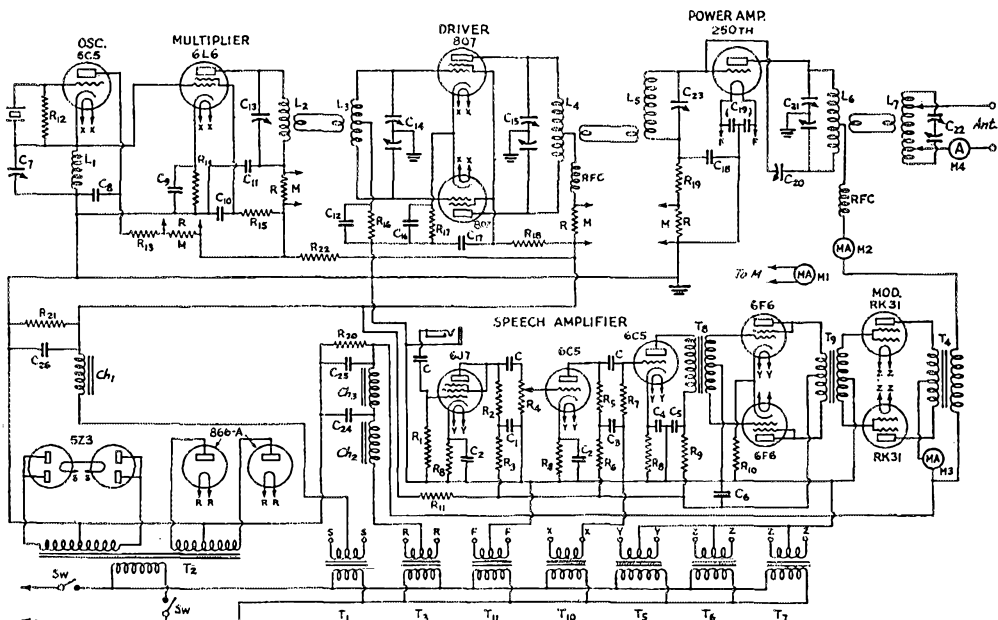 OSC.
6C5
MULTIPLIER
6L6
DRIVER
807
POWER AMP.
250TH
R12
C7
L1
C8
X X
C13
L2
L3
C14
X X
X X
807
C15
L4
L5
C23
(C19)
F F
C21
L6
L7
C22
Ant.
A
M4
C9
R14
C11
C10
R
M
R15
R13
R
M
R22
C12
R16
C16
R17
C17
R18
RFC
R
M
R19
M
R
C18
C20
RFC
MA
M2
To M
MA
M1
R21
C26
Ch1
R20
C25
Ch3
C24
Ch2
SPEECH AMPLIFIER
6J7
6C5
6C5
T8
6F6
T9
MOD.
RK31
T4
C
C
R1
Y Y
R8
C2
R2
C1
R3
R4
Y Y
R8
C2
C
R5
R7
C3
R6
Y Y
C4
C5
R8
R9
Y Y
Y Y
R10
6F6
Z Z
Z Z
RK31
MA
M3
C6
R11
5Z3
S S
866-A
R R
R R
T2
Sw
Sw
S S
T1
R R
T3
F F
T11
X X
T10
Y Y
T5
Z Z
T6
Z Z
T7